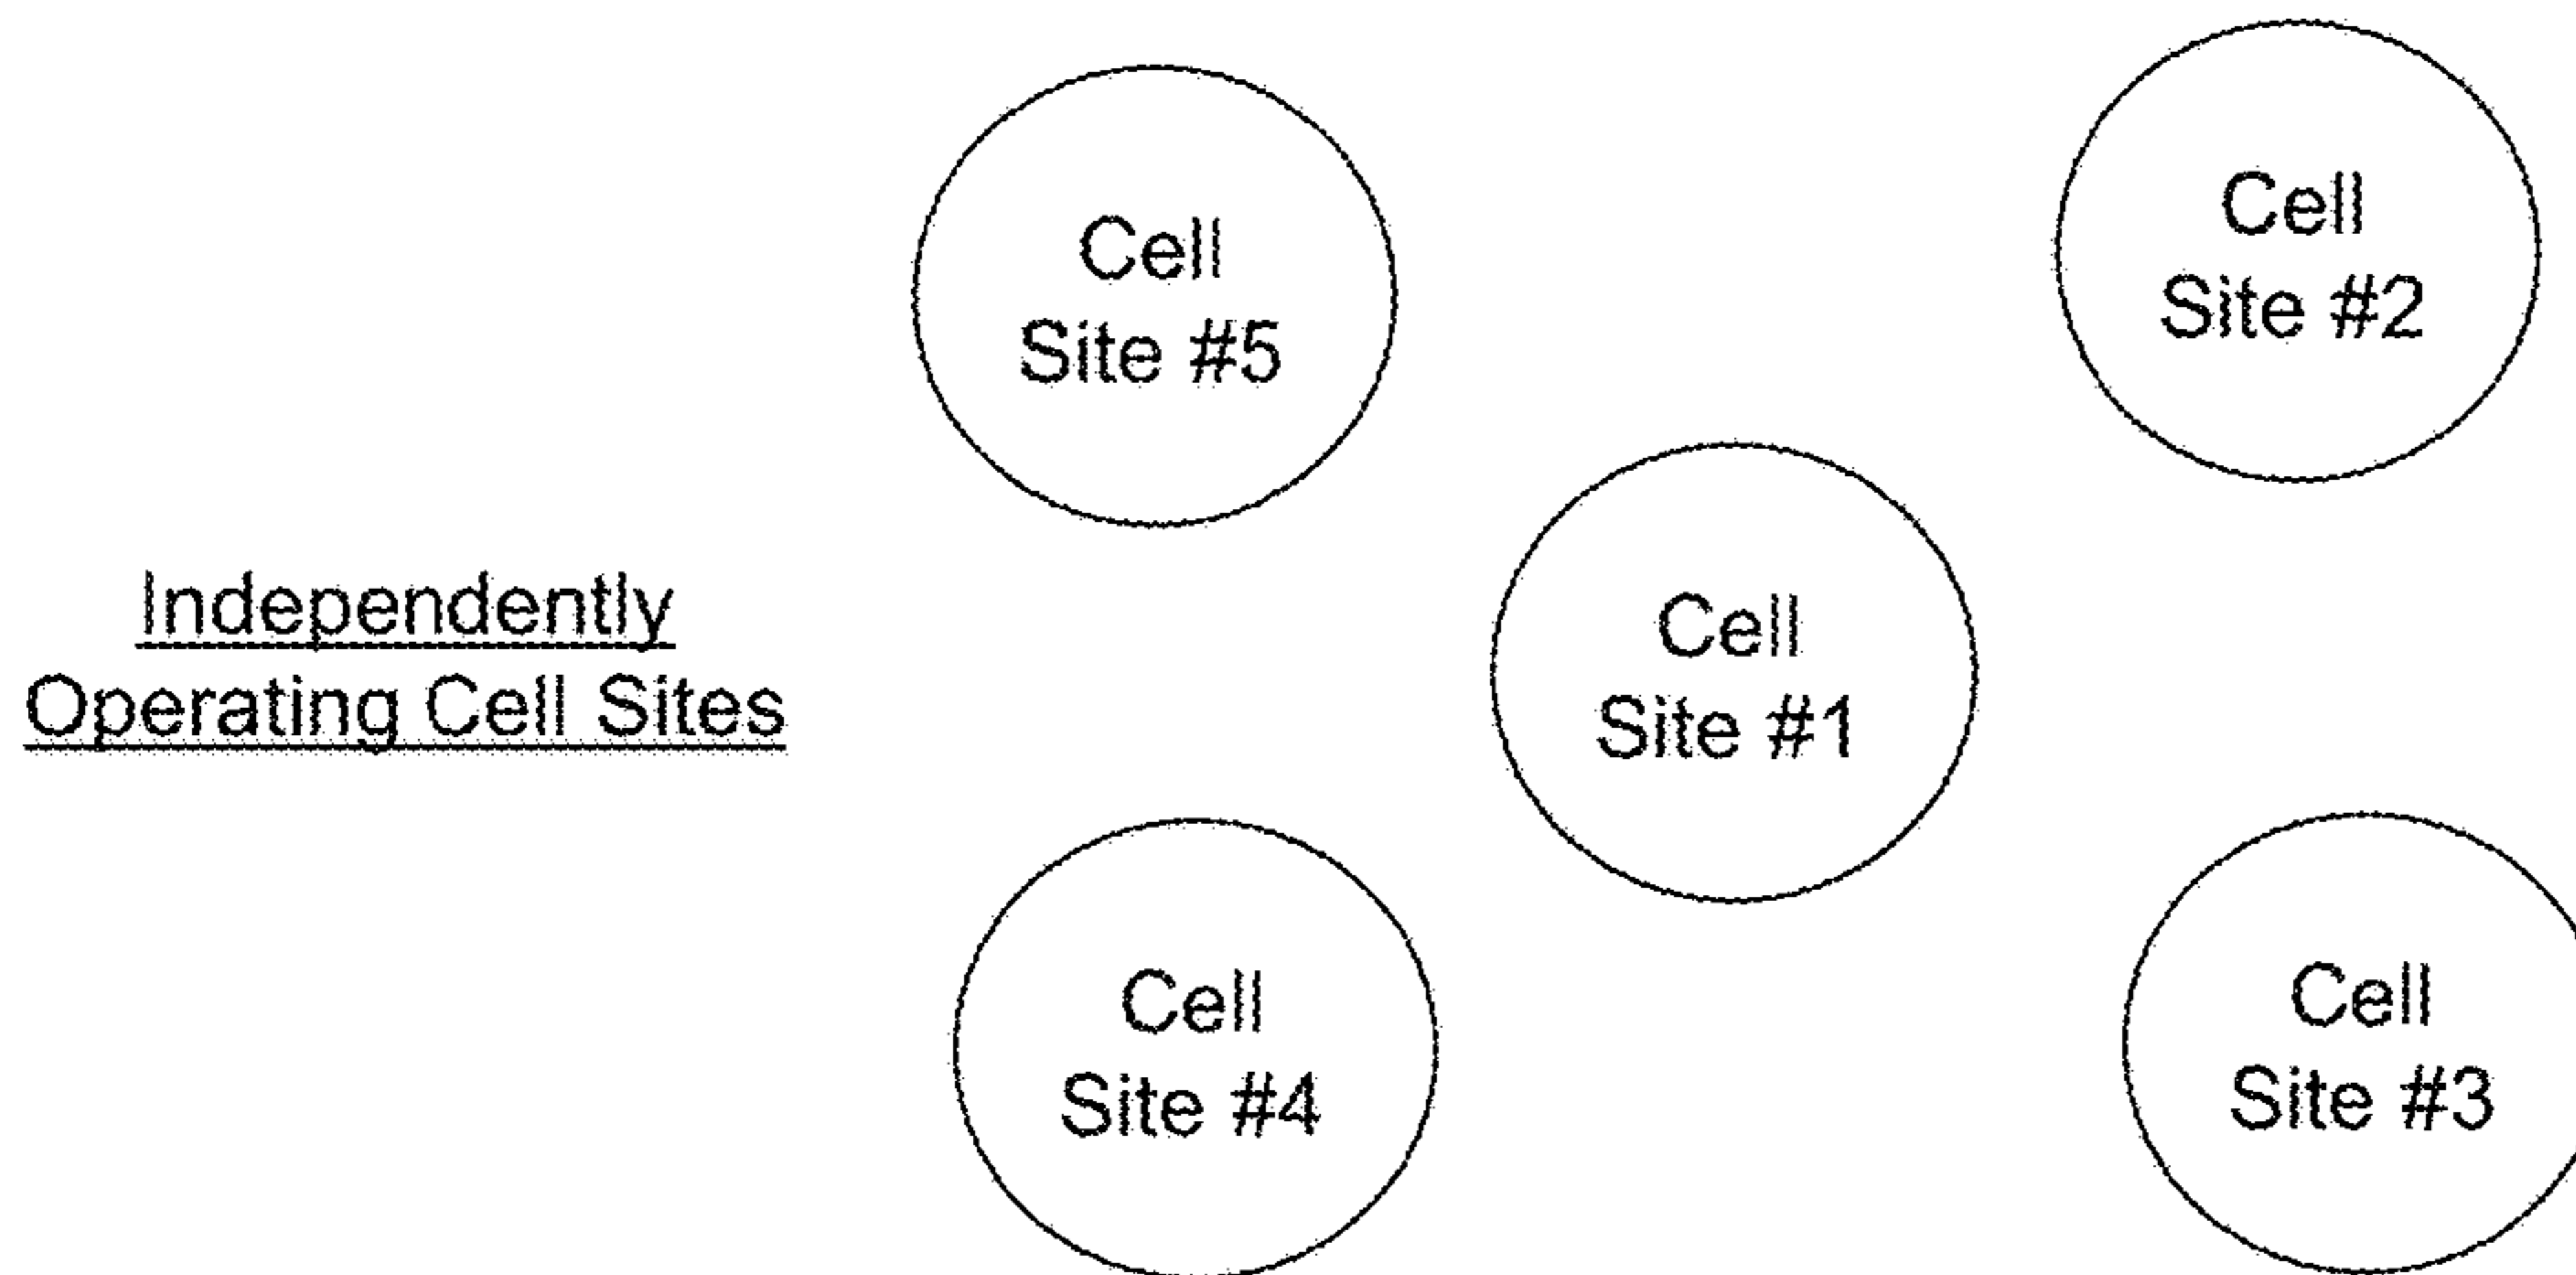 Cell
Site #5
Cell
Site #2
Independently
Operating Cell Sites
Cell
Site #1
Cell
Site #4
Cell
Site #3